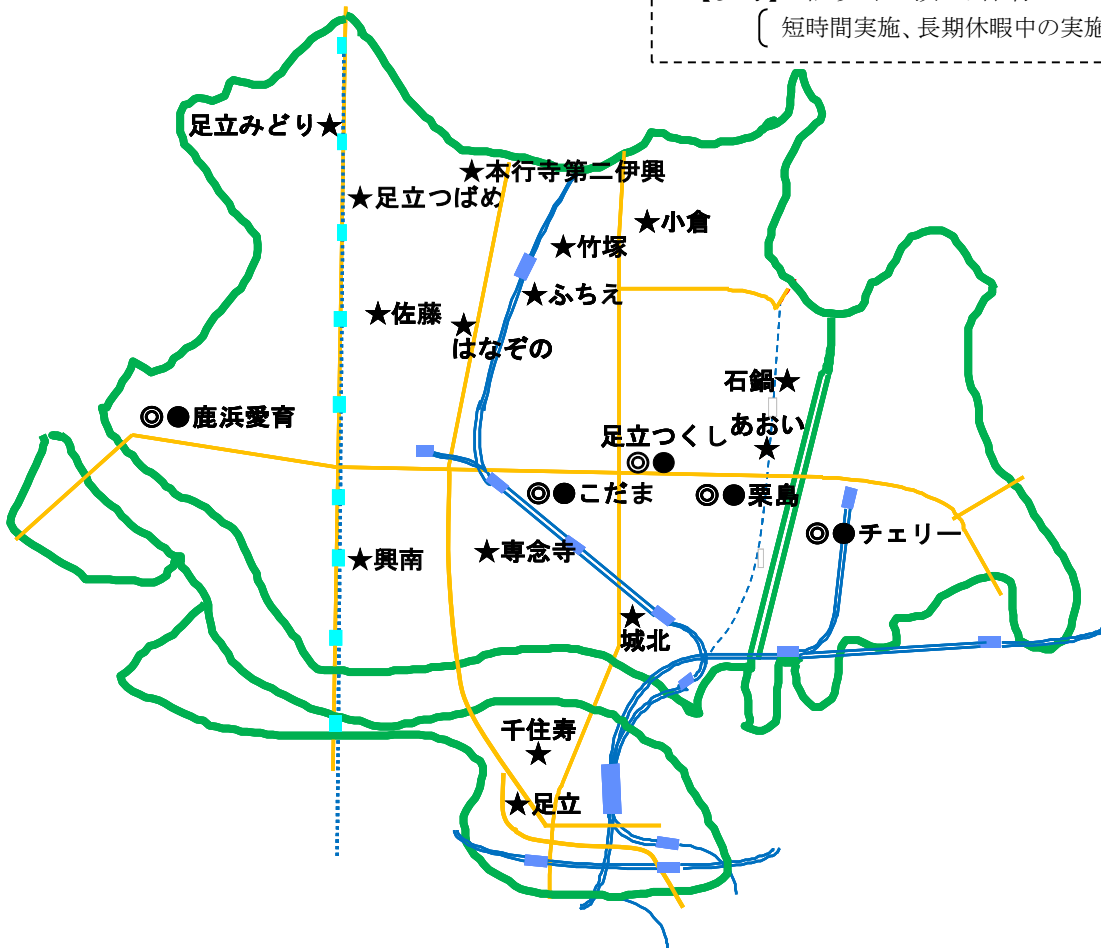 短時間実施、長期休暇中の実施
足立みどり★
★本行寺第二伊興
★足立つばめ
★小倉
★竹塚
★ふちえ
★佐藤
★
はなぞの
石鍋★
◎●鹿浜愛育
あおい
★
足立つくし
◎●
◎●こだま
◎●栗島
◎●チェリー
★専念寺
★興南
★
城北
千住寿
★
★足立